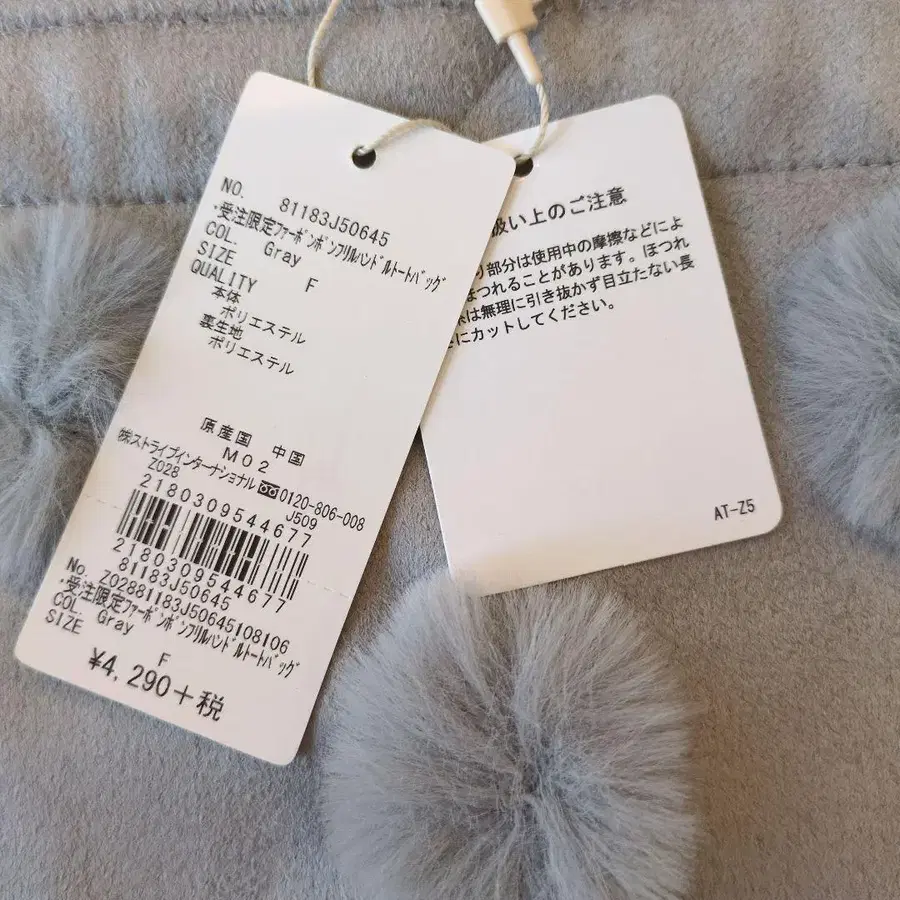 NO. 81183J50645
・受注限定ﾌｧｰﾎﾟﾝﾎﾟﾝﾌﾘﾙﾊﾝﾄﾞﾙﾄｰﾄﾊﾞｯｸﾞ
COL. Gray
SIZE F
QUALITY
本体
ポリエステル
裏生地
ポリエステル
原産国 中国
M02
㈱ストライプインターナショナル 0120-806-008
Z028 J509
2180309544677
2180309544677
81183J50645
No. Z02881183J50645108106
・受注限定ﾌｧｰﾎﾟﾝﾎﾟﾝﾌﾘﾙﾊﾝﾄﾞﾙﾄｰﾄﾊﾞｯｸﾞ
COL. Gray
SIZE F
¥4,290+税
扱い上のご注意
り部分は使用中の摩擦などによ
まつれることがあります。ほつれ
は無理に引き抜かず目立たない長
にカットしてください。
AT-Z5